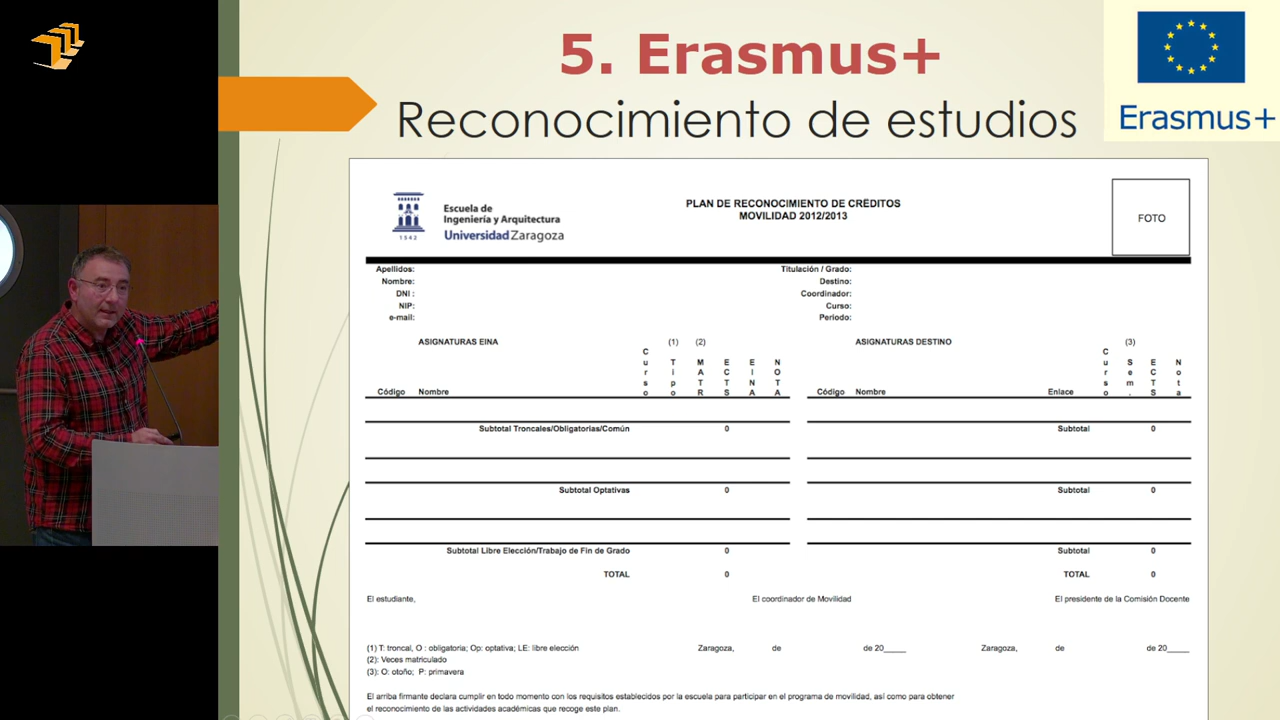 5. Erasmus+
Reconocimiento de estudios
Erasmus+
Escuela de
Ingeniería y Arquitectura
Universidad Zaragoza
1542
PLAN DE RECONOCIMIENTO DE CRÉDITOS
MOVILIDAD 2012/2013
FOTO
Apellidos:
Nombre:
DNI :
NIP:
e-mail:
Titulación / Grado:
Destino:
Coordinador:
Curso:
Periodo:
ASIGNATURAS EINA (1) (2) ASIGNATURAS DESTINO (3)
Código Nombre Curso Tipo MATR ECTS EINA NOTA Código Nombre Enlace Curso Sem. ECTS Nota
Subtotal Troncales/Obligatorias/Común 0 Subtotal 0
Subtotal Optativas 0 Subtotal 0
Subtotal Libre Elección/Trabajo de Fin de Grado 0 Subtotal 0
TOTAL 0 TOTAL 0
El estudiante, El coordinador de Movilidad El presidente de la Comisión Docente
(1) T: troncal, O : obligatoria; Op: optativa; LE: libre elección Zaragoza, de de 20_____ Zaragoza, de de 20_____
(2): Veces matriculado
(3): O: otoño; P: primavera
El arriba firmante declara cumplir en todo momento con los requisitos establecidos por la escuela para participar en el programa de movilidad, así como para obtener
el reconocimiento de las actividades académicas que recoge este plan.